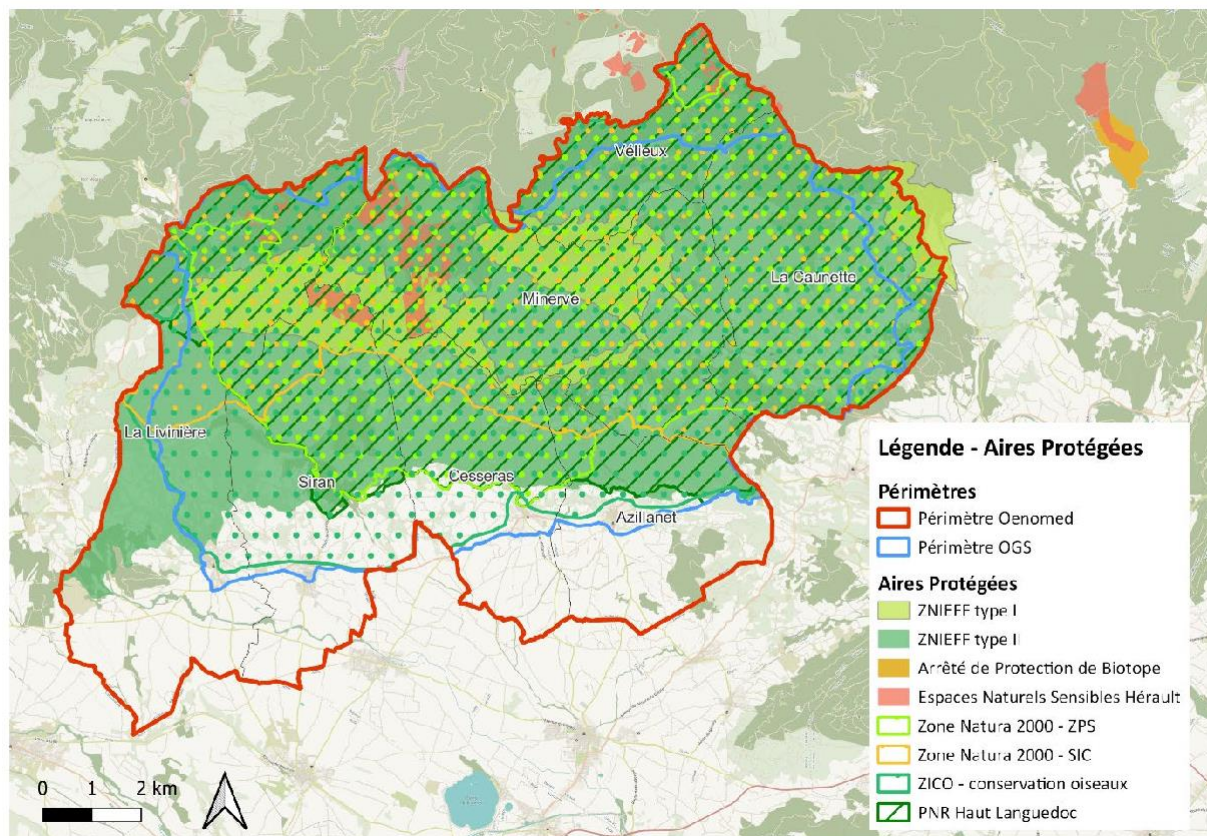 Vélieux
La Caunette
Minerve
La Livinière
Siran
Cesseras
Azillanet
Légende - Aires Protégées
Périmètres
Périmètre Oenomed
Périmètre OGS
Aires Protégées
ZNIEFF type I
ZNIEFF type II
Arrêté de Protection de Biotope
Espaces Naturels Sensibles Hérault
Zone Natura 2000 - ZPS
Zone Natura 2000 - SIC
ZICO - conservation oiseaux
PNR Haut Languedoc
0 1 2 km